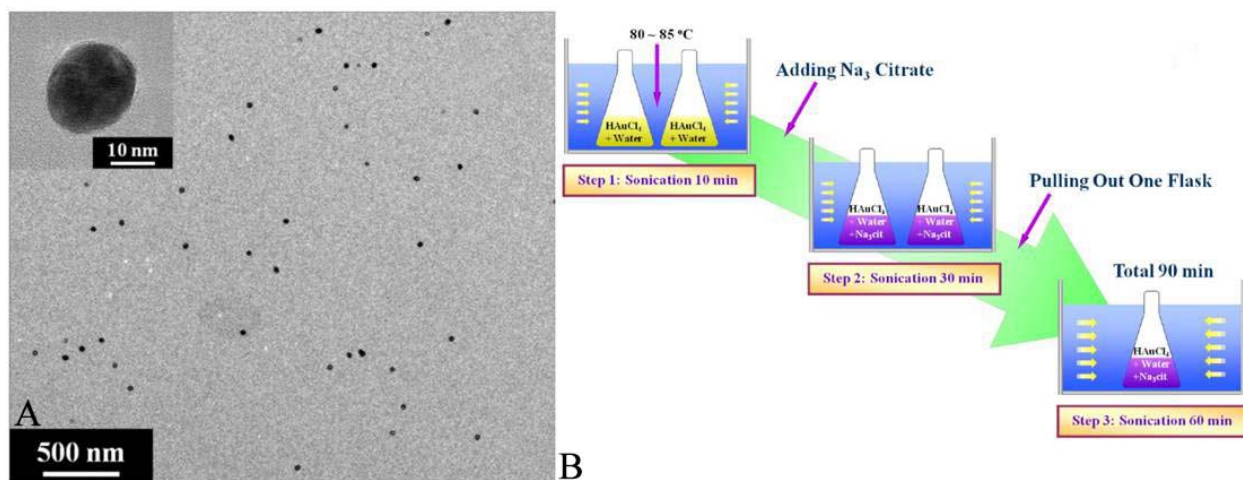 10 nm
A
500 nm
B
80 ~ 85 °C
HAuCl₄
+ Water
HAuCl₄
+ Water
Step 1: Sonication 10 min
Adding Na₃ Citrate
HAuCl₄
+ Water
+Na₃cit
HAuCl₄
+ Water
+Na₃cit
Step 2: Sonication 30 min
Pulling Out One Flask
Total 90 min
HAuCl₄
+ Water
+Na₃cit
Step 3: Sonication 60 min